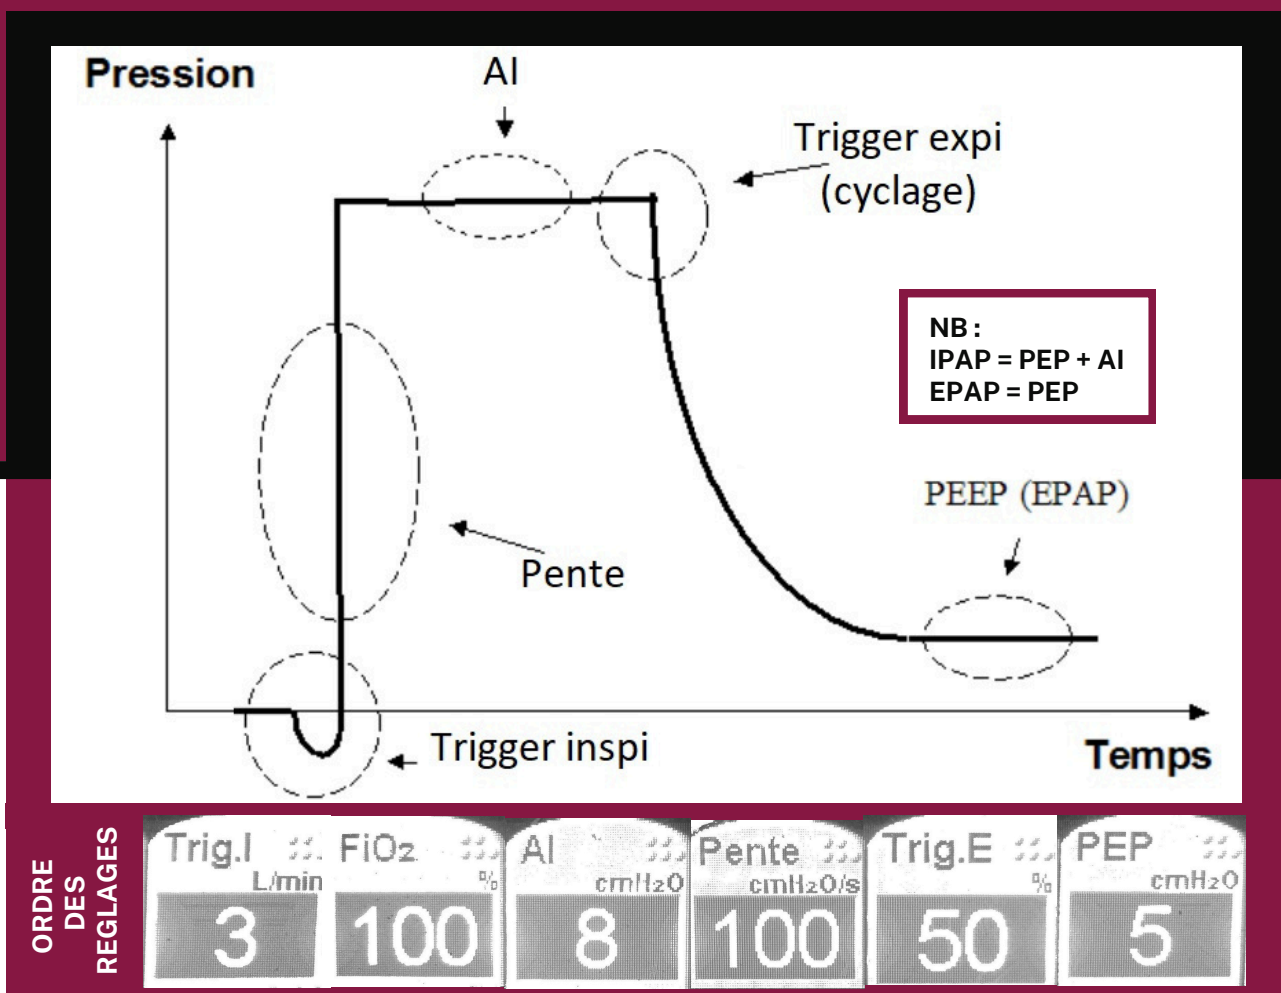 Pression
AI
Trigger expi
(cyclage)
NB :
IPAP = PEP + AI
EPAP = PEP
PEEP (EPAP)
Pente
Trigger inspi
Temps
ORDRE
DES
REGLAGES
Trig.I
L/min
3
FiO₂
%
100
AI
cmH₂O
8
Pente
cmH₂O/s
100
Trig.E
%
50
PEP
cmH₂O
5